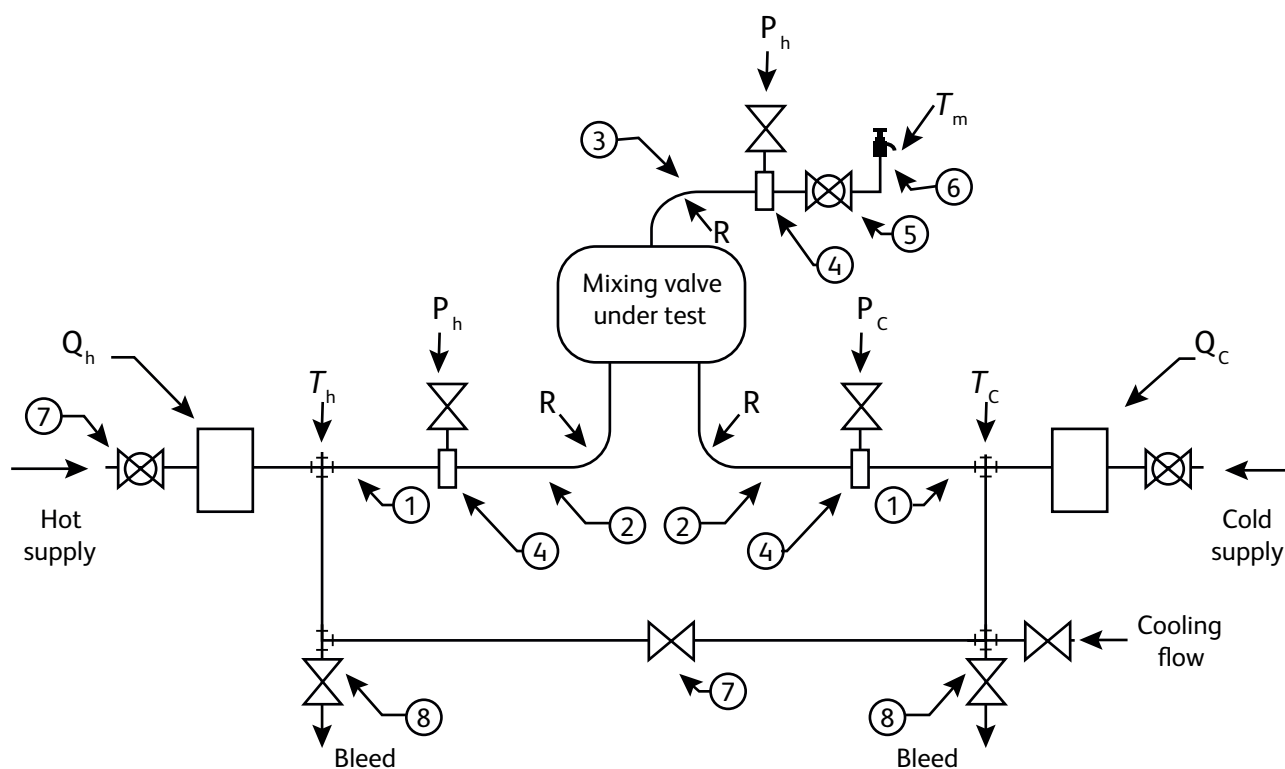 P h
T m
3
6
R
5
4
Mixing valve
under test
P h
P C
Q h
Q C
T h
T C
R
R
7
1
2
2
1
Hot
supply
4
4
Cold
supply
Cooling
flow
7
8
8
Bleed
Bleed